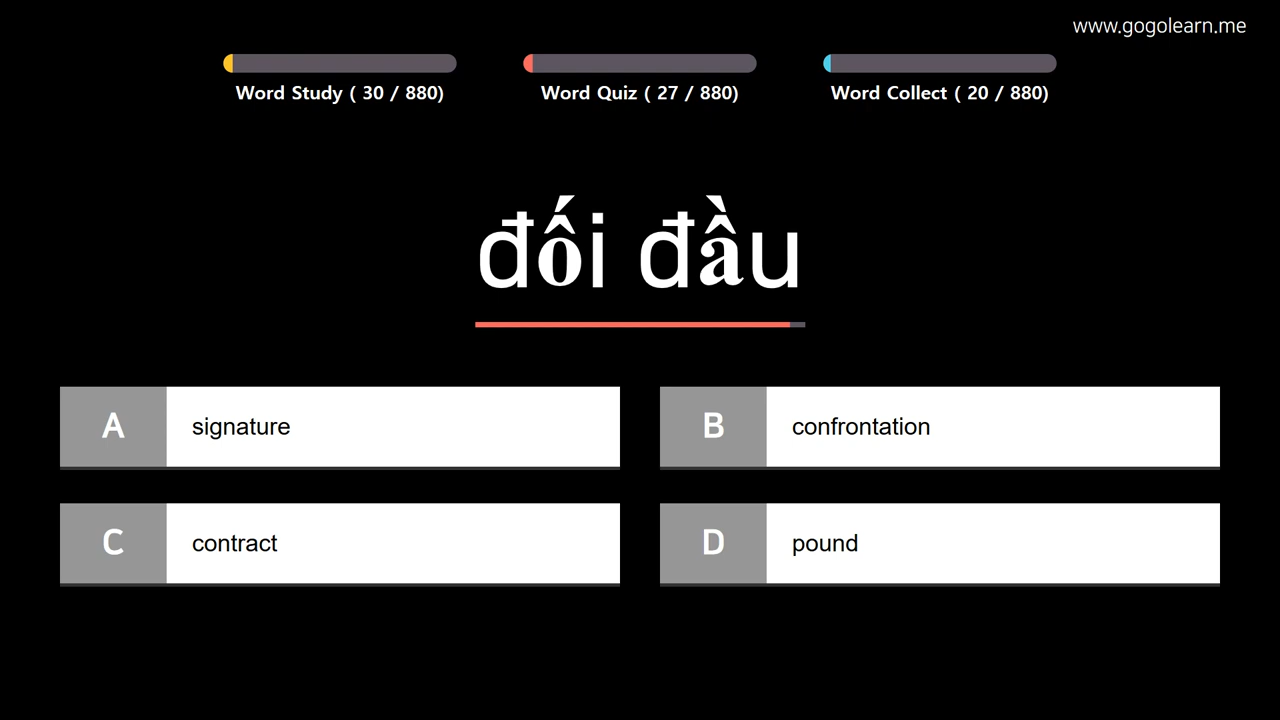 www.gogolearn.me
Word Study ( 30 / 880)
Word Quiz ( 27 / 880)
Word Collect ( 20 / 880)
đối đầu
A signature
B confrontation
C contract
D pound